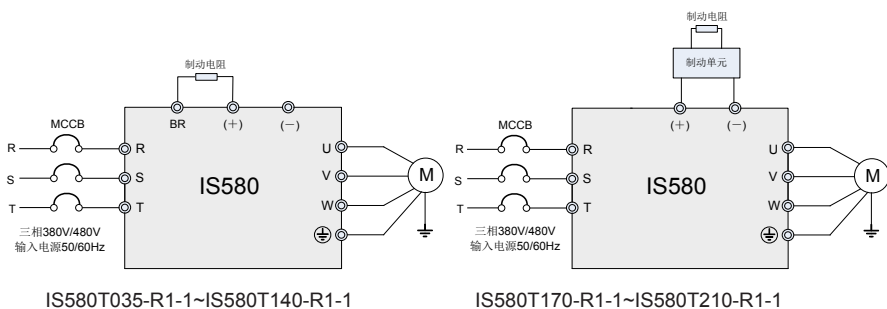 制动电阻
BR
(+)
(−)
MCCB
R
S
T
R
S
T
IS580
U
V
W
M
三相380V/480V
输入电源50/60Hz
IS580T035-R1-1~IS580T140-R1-1
制动电阻
制动单元
(+)
(−)
MCCB
R
S
T
R
S
T
IS580
U
V
W
M
三相380V/480V
输入电源50/60Hz
IS580T170-R1-1~IS580T210-R1-1